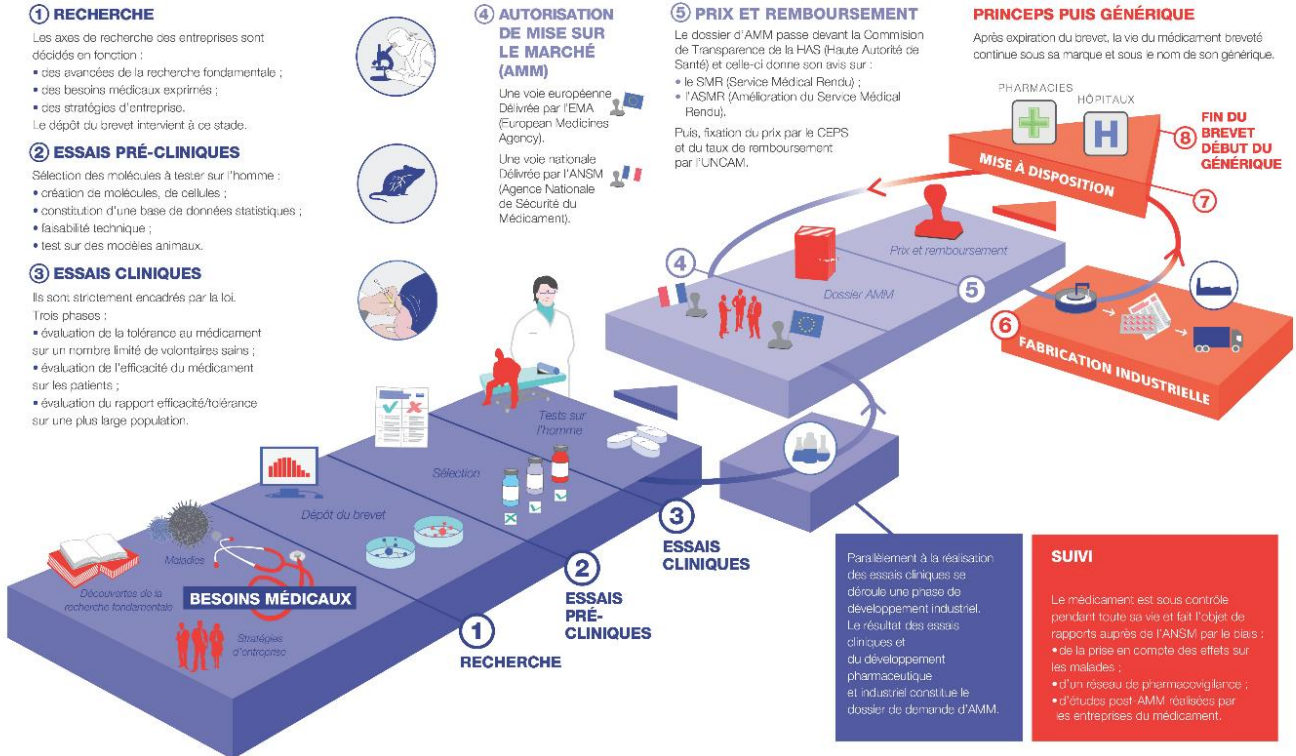 ① RECHERCHE
Les axes de recherche des entreprises sont
décidés en fonction :
▪ des avancées de la recherche fondamentale ;
▪ des besoins médicaux exprimés ;
▪ des stratégies d'entreprise.
Le dépôt du brevet intervient à ce stade.
② ESSAIS PRÉ-CLINIQUES
Sélection des molécules à tester sur l'homme :
• création de molécules, de cellules ;
• constitution d'une base de données statistiques ;
• faisabilité technique ;
• test sur des modèles animaux.
③ ESSAIS CLINIQUES
Ils sont strictement encadrés par la loi.
Trois phases :
▪ évaluation de la tolérance au médicament
sur un nombre limité de volontaires sains ;
▪ évaluation de l'efficacité du médicament
sur les patients ;
▪ évaluation du rapport efficacité/tolérance
sur une plus large population.
④ AUTORISATION
DE MISE SUR
LE MARCHÉ
(AMM)
Une voie européenne
Délivrée par l'EMA
(European Medicines
Agency).
Une voie nationale
Délivrée par l'ANSM
(Agence Nationale
de Sécurité du
Médicament).
⑤ PRIX ET REMBOURSEMENT
Le dossier d'AMM passe devant la Commission
de Transparence de la HAS (Haute Autorité de
Santé) et celle-ci donne son avis sur :
• le SMR (Service Médical Rendu) ;
• l'ASMR (Amélioration du Service Médical
Rendu).
Puis, fixation du prix par le CEPS
et du taux de remboursement
par l'UNCAM.
PRINCEPS PUIS GÉNÉRIQUE
Après expiration du brevet, la vie du médicament breveté
continue sous sa marque et sous le nom de son générique.
PHARMACIES
HÔPITAUX
H
⑧ FIN DU
BREVET
DÉBUT DU
GÉNÉRIQUE
MISE À DISPOSITION
⑦
Prix et remboursement
④
Dossier AMM
⑤
⑥
FABRICATION INDUSTRIELLE
Tests sur
l'homme
Sélection
Dépôt du brevet
Maladies
Découvertes de la
recherche fondamentale
BESOINS MÉDICAUX
Stratégies
d'entreprise
③
ESSAIS
CLINIQUES
②
ESSAIS
PRÉ-
CLINIQUES
①
RECHERCHE
Parallèlement à la réalisation
des essais cliniques se
déroule une phase de
développement industriel.
Le résultat des essais
cliniques et
du développement
pharmaceutique
et industriel constitue le
dossier de demande d'AMM.
SUIVI
Le médicament est sous contrôle
pendant toute sa vie et fait l'objet de
rapports auprès de l'ANSM par le biais :
• de la prise en compte des effets sur
les malades ;
• d'un réseau de pharmacovigilance ;
• d'études post-AMM réalisées par
les entreprises du médicament.